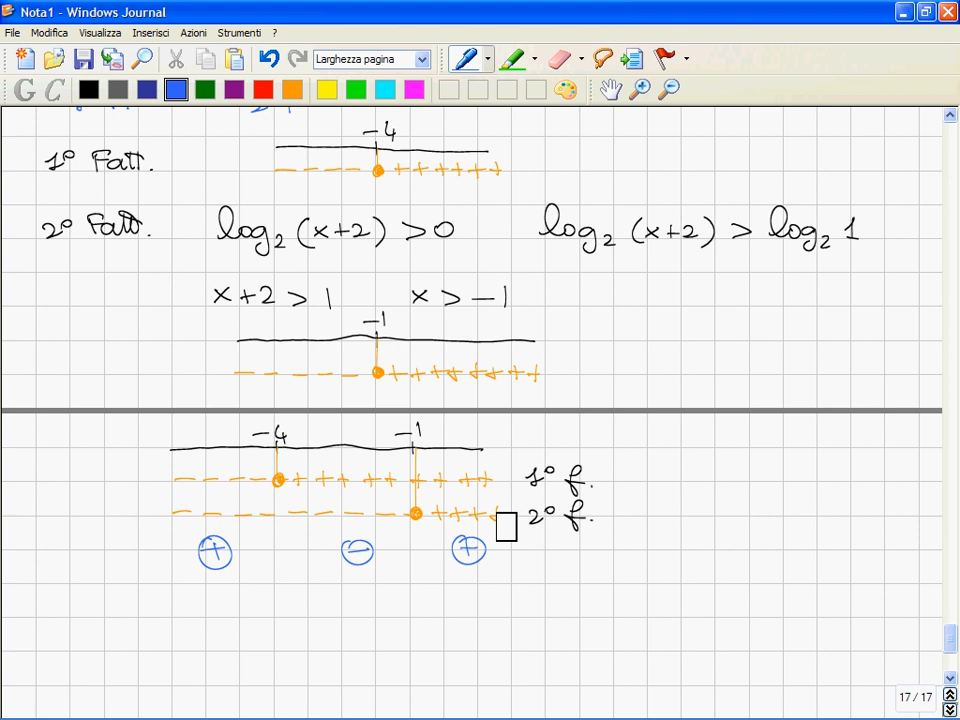 Nota1 - Windows Journal
File Modifica Visualizza Inserisci Azioni Strumenti ?
Larghezza pagina
G C
-4
1° Fatt.
- - - - + + + + + +
2° Fatt. log₂ (x+2) > 0 log₂ (x+2) > log₂ 1
x+2 > 1 x > -1
-1
- - - - - + + + + + + + +
-4 -1
- - - - - + + + + + + + + + 1° f.
- - - - - - - - - - + + + + 2° f.
+ - +
17 / 17